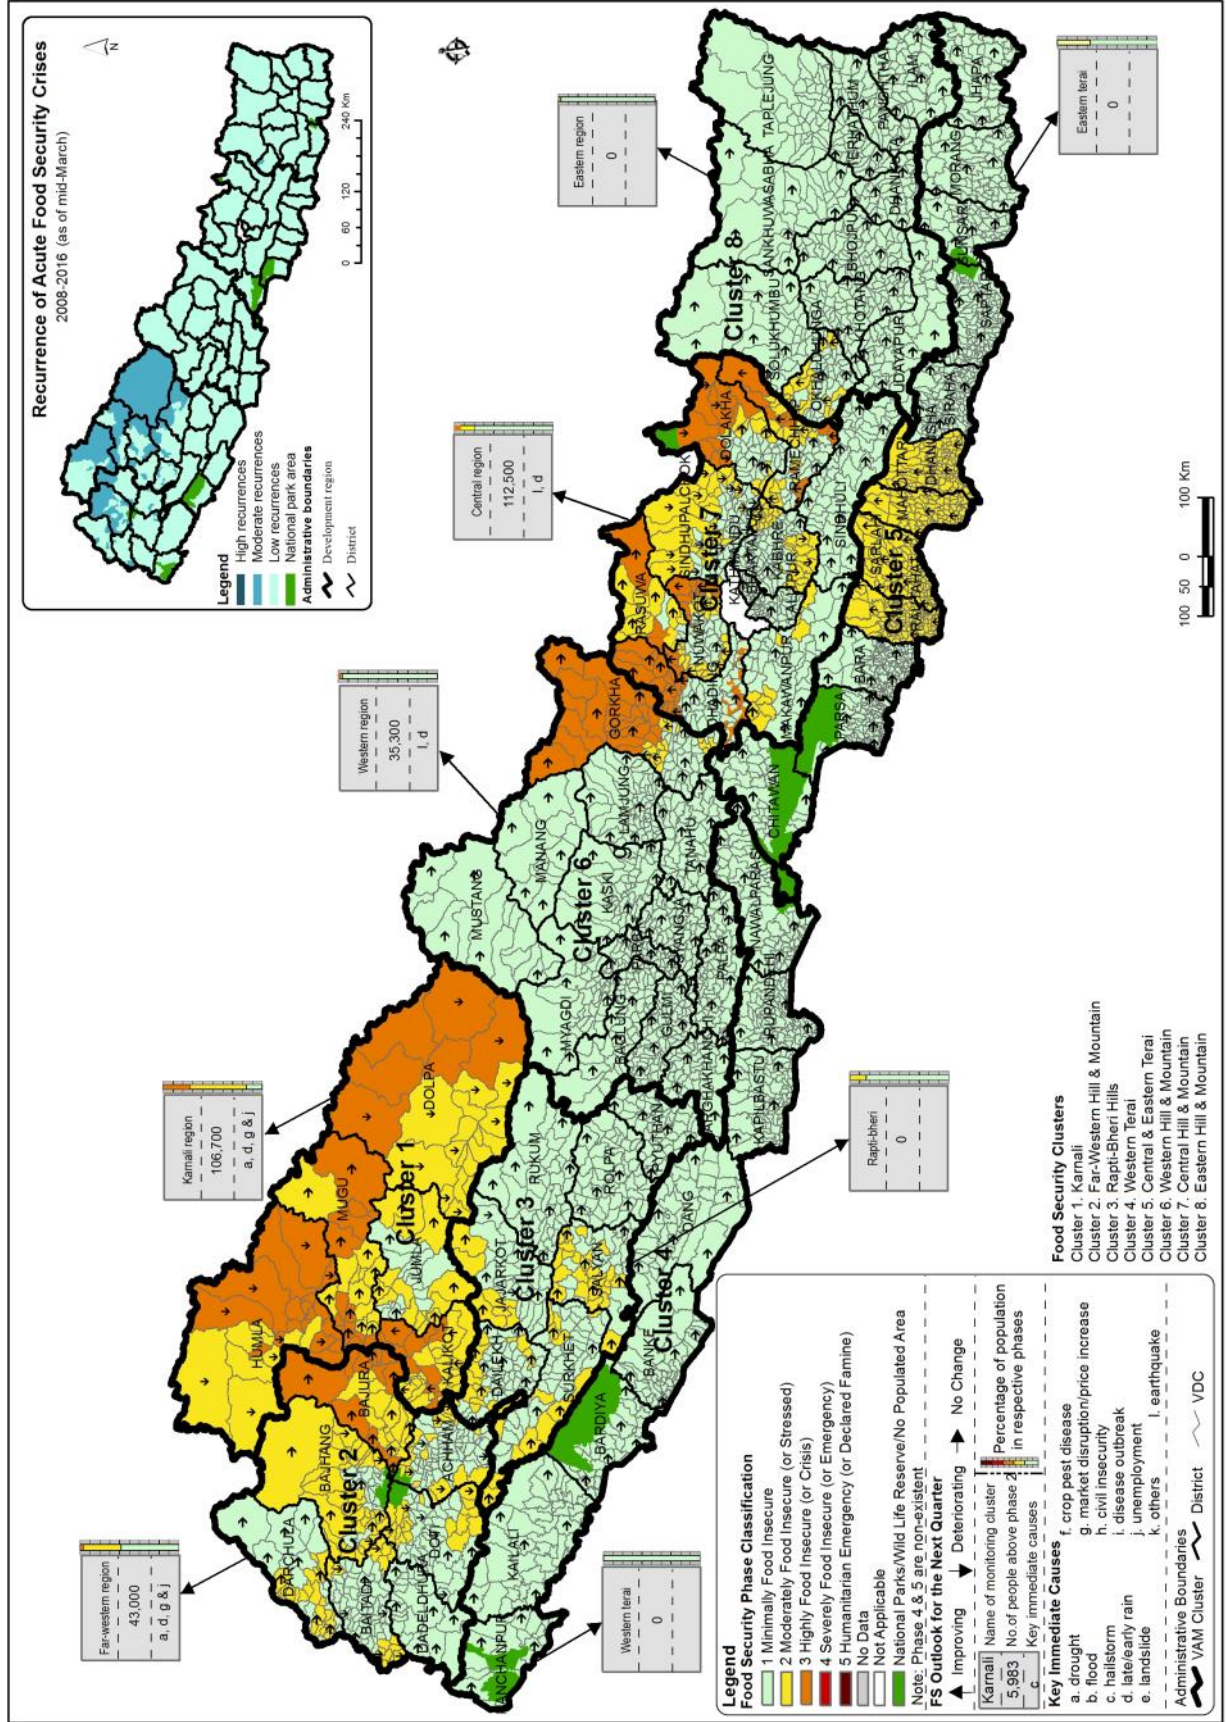 Recurrence of Acute Food Security Crises
2008-2016 (as of mid-March)
N
Legend
High recurrences
Moderate recurrences
Low recurrences
National park area
Administrative boundaries
Development region
District
0 60 120 240 Km
Far-western region
43,000
a, d, g & j
Karnali region
106,700
a, d, g & j
Western region
35,300
l, d
Central region
112,500
l, d
Eastern region
0
Eastern terai
0
Rapti-bheri
0
Western terai
0
DARCHULA
BAJHANG
HUMLA
BAJURA
Cluster 2
BAITADI
DADELDHURA
DOTI
ACHHAM
KANCHANPUR
KAILALI
MUGU
DOLPA
Cluster 1
JUMLA
KALIKOT
DAILEKH
JAJARKOT
RUKUM
Cluster 3
SURKHET
SALYAN
ROLPA
PYUTHAN
BARDIYA
BANKE
Cluster 4
DANG
MUSTANG
MANANG
MYAGDI
Cluster 6
KASKI
LAMJUNG
GORKHA
BAGLUNG
PARBAT
GULMI
SYANGJA
TANAHU
ARGHAKHANCHI
PALPA
KAPILBASTU
RUPANDEHI
NAWALPARASI
CHITAWAN
RASUWA
NUWAKOT
DHADING
SINDHUPALCHOK
DOLAKHA
Cluster 7
KATHMANDU
BHAKTAPUR
KABHRE
LALITPUR
RAMECHHAP
MAKAWANPUR
SINDHULI
PARSA
BARA
RAUTAHAT
SARLAHI
Cluster 5
MAHOTTARI
DHANUSHA
SIRAHA
SAPTARI
Cluster 8
SOLUKHUMBU
SANKHUWASABHA
TAPLEJUNG
OKHALDHUNGA
KHOTANG
BHOJPUR
TERHATHUM
PANCHTHAR
DHANKUTA
ILAM
UDAYAPUR
SUNSARI
MORANG
JHAPA
100 50 0 100 Km
Legend
Food Security Phase Classification
1 Minimally Food Insecure
2 Moderately Food Insecure (or Stressed)
3 Highly Food Insecure (or Crisis)
4 Severely Food Insecure (or Emergency)
5 Humanitarian Emergency (or Declared Famine)
No Data
Not Applicable
National Parks/Wild Life Reserve/No Populated Area
Note: Phase 4 & 5 are non-existent
FS Outlook for the Next Quarter
Improving Deteriorating No Change
Karnali Name of monitoring cluster
5,983 No.of people above phase 2
c Key immediate causes
Percentage of population
in respective phases
Key Immediate Causes
a. drought
b. flood
c. hailstorm
d. late/early rain
e. landslide
f. crop pest disease
g. market disruption/price increase
h. civil insecurity
i. disease outbreak
j. unemployment
k. others
l. earthquake
Administrative Boundaries
VAM Cluster District VDC
Food Security Clusters
Cluster 1. Karnali
Cluster 2. Far-Western Hill & Mountain
Cluster 3. Rapti-Bheri Hills
Cluster 4. Western Terai
Cluster 5. Central & Eastern Terai
Cluster 6. Western Hill & Mountain
Cluster 7. Central Hill & Mountain
Cluster 8. Eastern Hill & Mountain